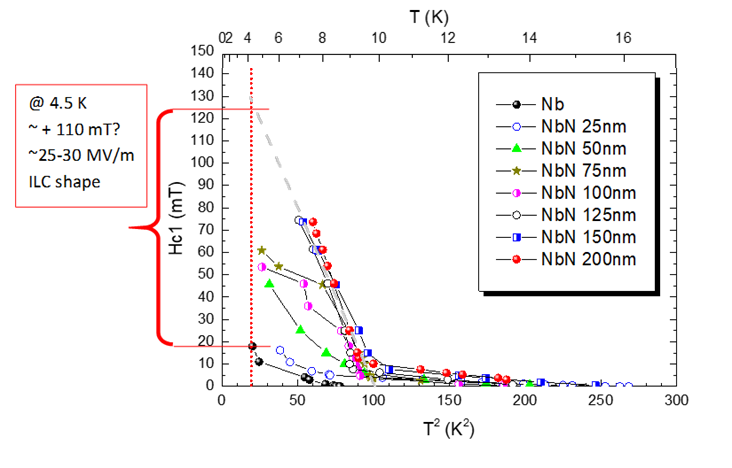 T (K)
02 4 6 8 10 12 14 16
150
140
130
120
110
100
90
80
70
60
50
40
30
20
10
0
Hc1 (mT)
@ 4.5 K
~ + 110 mT?
~25-30 MV/m
ILC shape
Nb
NbN 25nm
NbN 50nm
NbN 75nm
NbN 100nm
NbN 125nm
NbN 150nm
NbN 200nm
0 50 100 150 200 250 300
T² (K²)